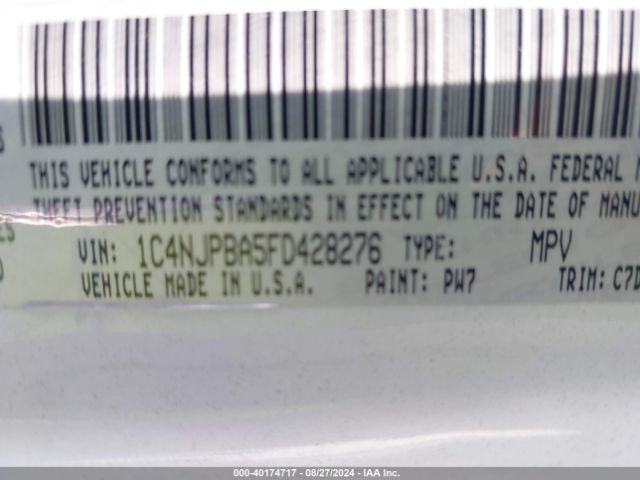 THIS VEHICLE CONFORMS TO ALL APPLICABLE U.S.A. FEDERAL
THEFT PREVENTION STANDARDS IN EFFECT ON THE DATE OF MANU
VIN: 1C4NJPBA5FD428276 TYPE: MPV
VEHICLE MADE IN U.S.A. PAINT: PW7 TRIM: C7D
000-40174717 - 08/27/2024 - IAA Inc.